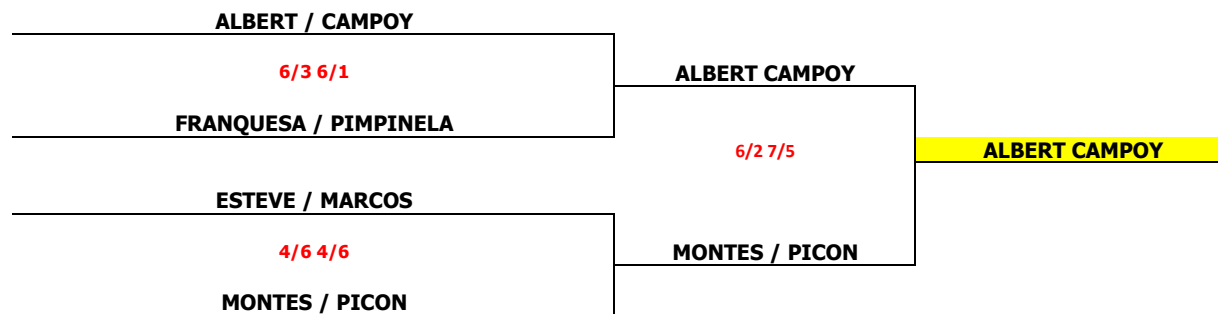 ALBERT / CAMPOY
6/3 6/1
FRANQUESA / PIMPINELA
ESTEVE / MARCOS
4/6 4/6
MONTES / PICON
ALBERT CAMPOY
6/2 7/5
MONTES / PICON
ALBERT CAMPOY